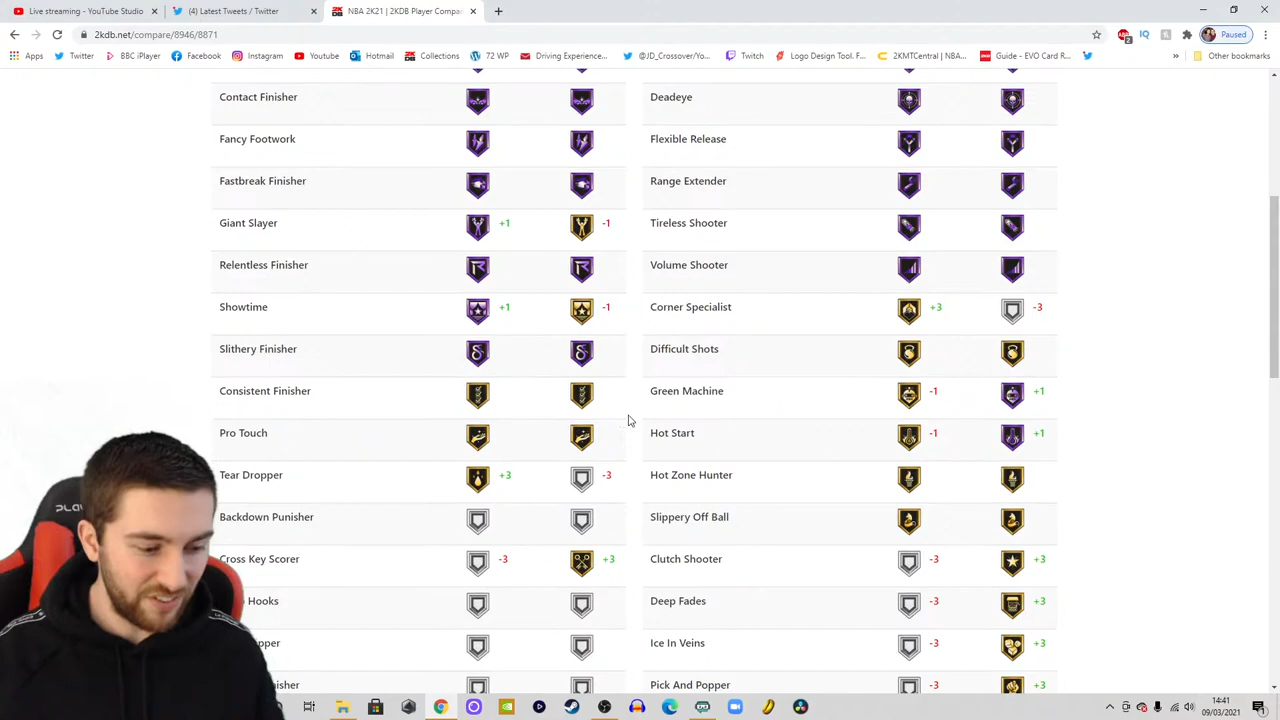 Live streaming - YouTube Studio
(4) Latest Tweets / Twitter
NBA 2K21 | 2KDB Player Compa
2kdb.net/compare/8946/8871
Paused
Apps
Twitter
BBC iPlayer
Facebook
Instagram
Youtube
Hotmail
Collections
72 WP
Driving Experience...
@JD_Crossover/Yo...
Twitch
Logo Design Tool, F...
2KMTCentral | NBA...
Guide - EVO Card R...
Other bookmarks
Contact Finisher
Deadeye
Fancy Footwork
Flexible Release
Fastbreak Finisher
Range Extender
Giant Slayer +1 -1
Tireless Shooter
Relentless Finisher
Volume Shooter
Showtime +1 -1
Corner Specialist +3 -3
Slithery Finisher
Difficult Shots
Consistent Finisher
Green Machine -1 +1
Pro Touch
Hot Start -1 +1
Tear Dropper +3 -3
Hot Zone Hunter
Backdown Punisher
Slippery Off Ball
Cross Key Scorer -3 +3
Clutch Shooter -3 +3
Hooks
Deep Fades -3 +3
Ice In Veins -3 +3
Pick And Popper -3 +3
14:41
09/03/2021